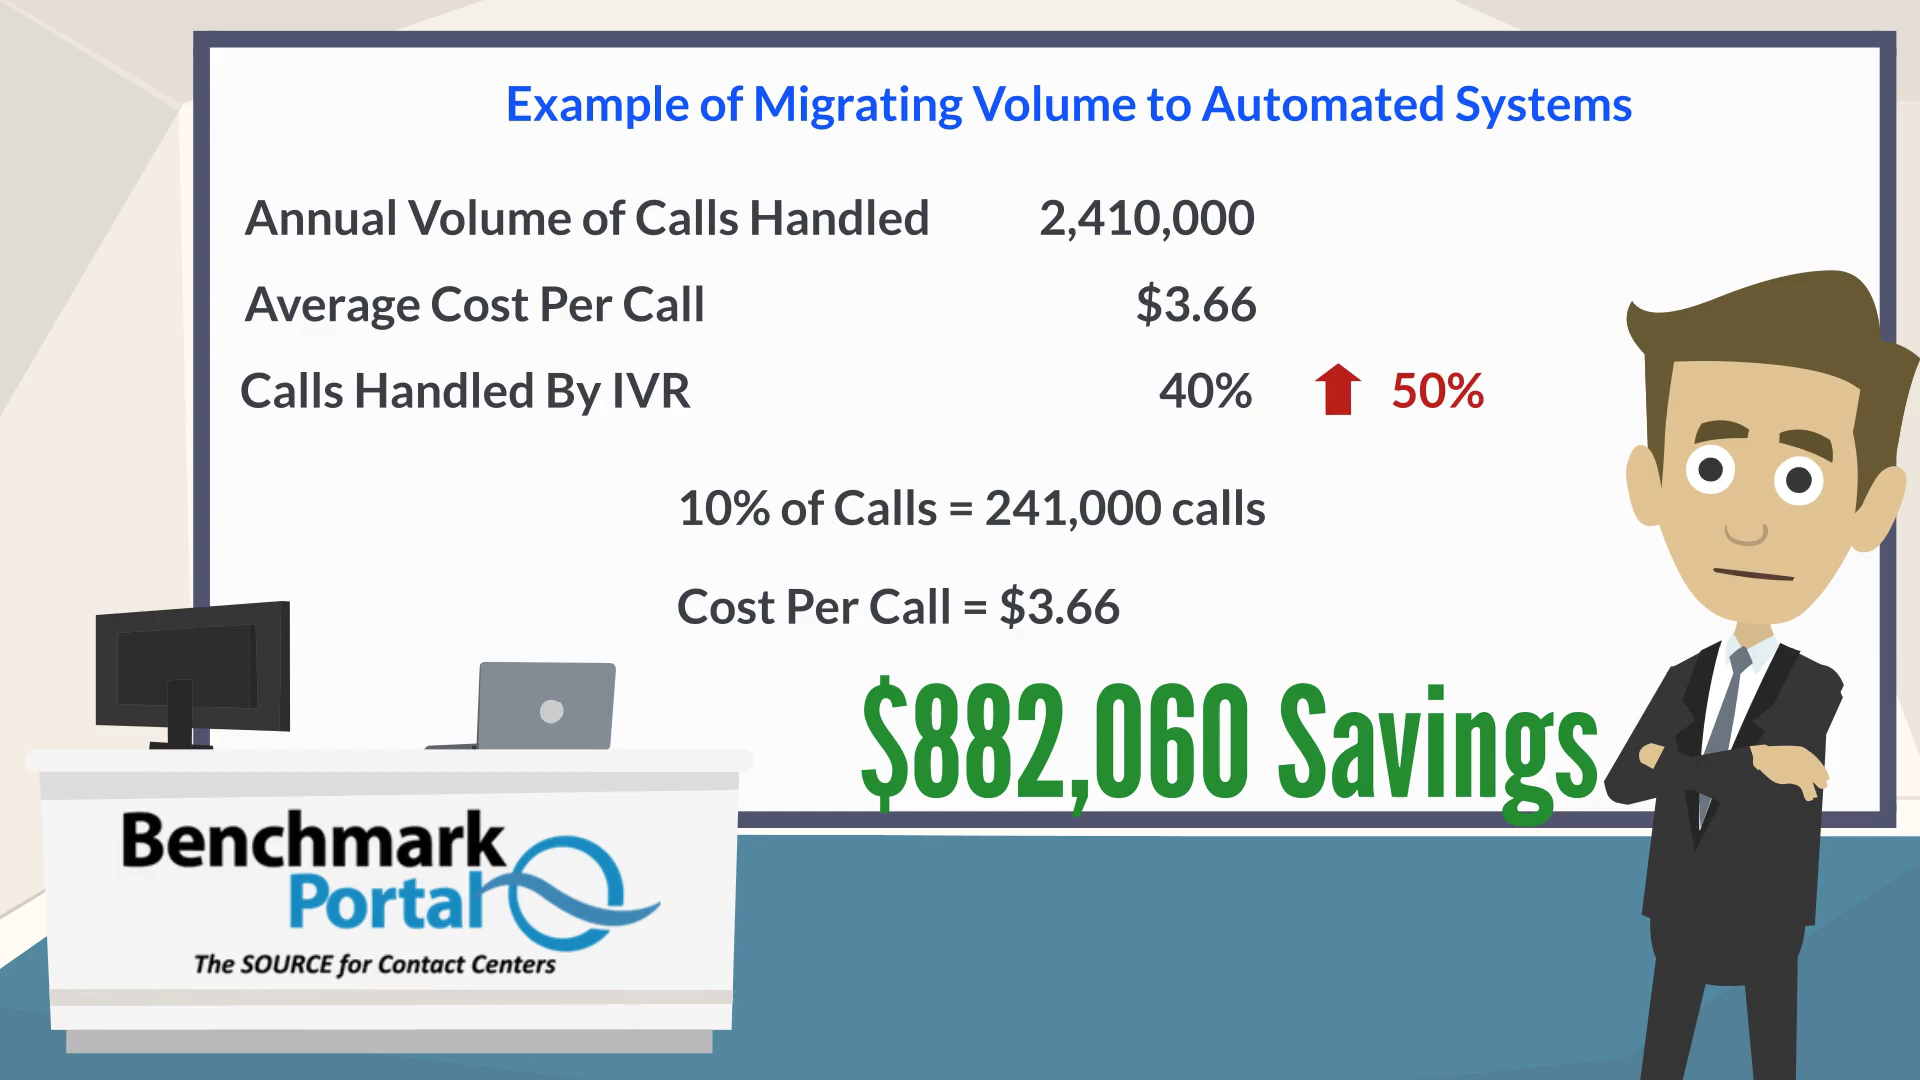 Example of Migrating Volume to Automated Systems
Annual Volume of Calls Handled 2,410,000
Average Cost Per Call $3.66
Calls Handled By IVR 40% 50%
10% of Calls = 241,000 calls
Cost Per Call = $3.66
$882,060 Savings
Benchmark
Portal
The SOURCE for Contact Centers